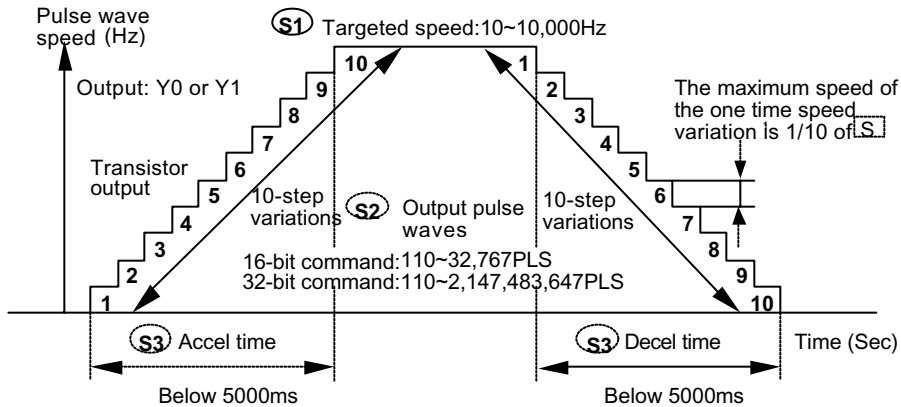 Pulse wave
speed (Hz)
S1 Targeted speed:10~10,000Hz
Output: Y0 or Y1
Transistor
output
1
2
3
4
5
6
7
8
9
10
10-step
variations
S2 Output pulse
waves
16-bit command:110~32,767PLS
32-bit command:110~2,147,483,647PLS
10-step
variations
1
2
3
4
5
6
7
8
9
10
The maximum speed of
the one time speed
variation is 1/10 of S
S3 Accel time
S3 Decel time
Time (Sec)
Below 5000ms
Below 5000ms